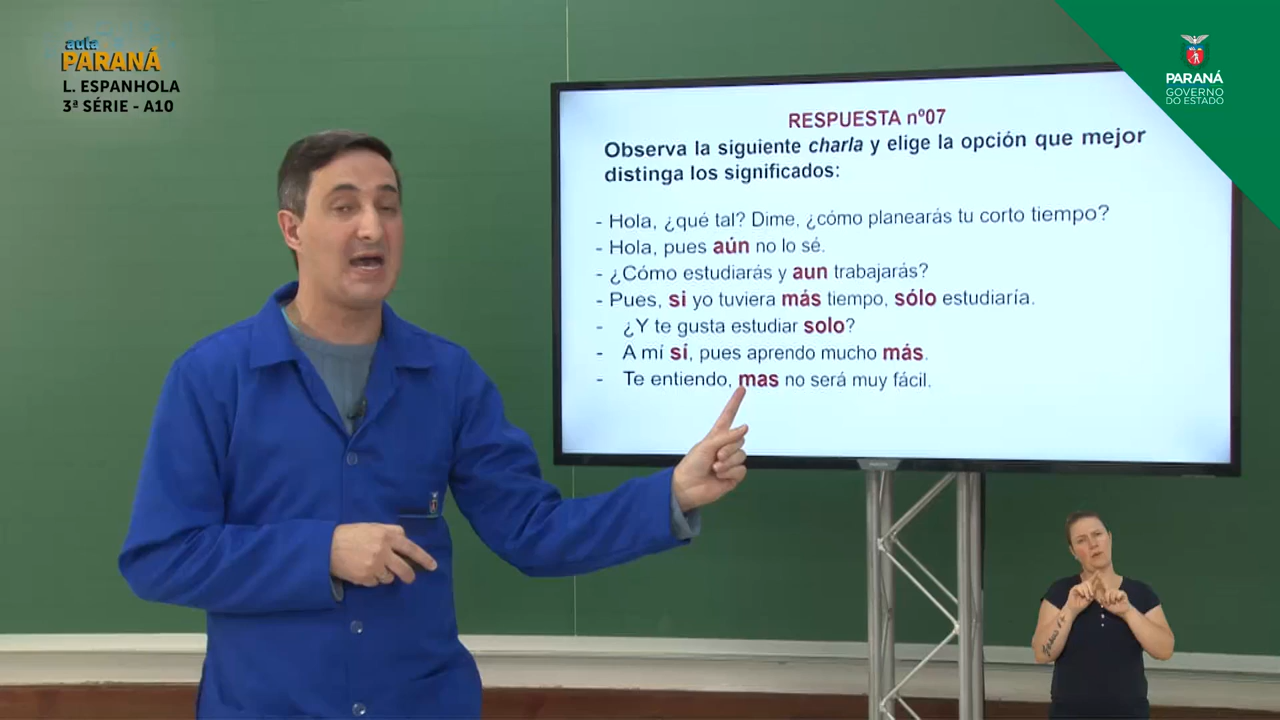 aula
PARANÁ
L. ESPANHOLA
3ª SÉRIE - A10
PARANÁ
GOVERNO
DO ESTADO
RESPUESTA nº07
Observa la siguiente charla y elige la opción que mejor
distinga los significados:
- Hola, ¿qué tal? Dime, ¿cómo planearás tu corto tiempo?
- Hola, pues aún no lo sé.
- ¿Cómo estudiarás y aun trabajarás?
- Pues, si yo tuviera más tiempo, sólo estudiaría.
- ¿Y te gusta estudiar solo?
- A mí sí, pues aprendo mucho más.
- Te entiendo, mas no será muy fácil.